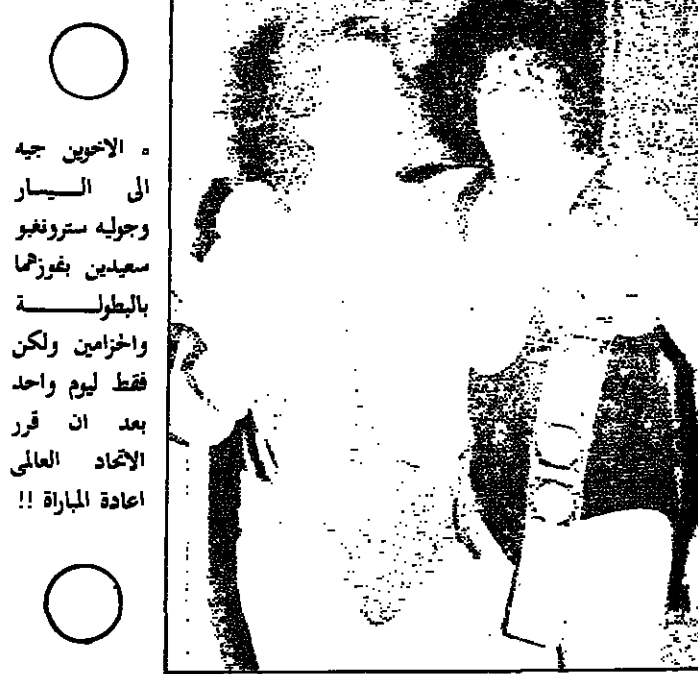 ه الاخوين جيه
الى اليسار
وجوليه سترونغبو
سعيدين بفوزهما
بالبطولة
والحزامين ولكن
فقط ليوم واحد
بعد ان قرر
الاتحاد العالمى
اعادة المباراة !!